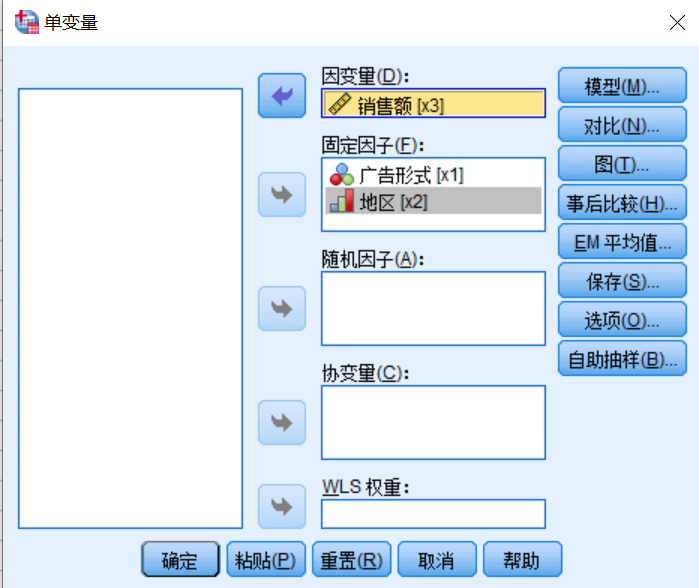 单变量
因变量(D)：
销售额 [x3]
固定因子(F)：
广告形式 [x1]
地区 [x2]
随机因子(A)：
协变量(C)：
WLS 权重：
模型(M)...
对比(N)...
图(T)...
事后比较(H)...
EM 平均值...
保存(S)...
选项(O)...
自助抽样(B)...
确定
粘贴(P)
重置(R)
取消
帮助